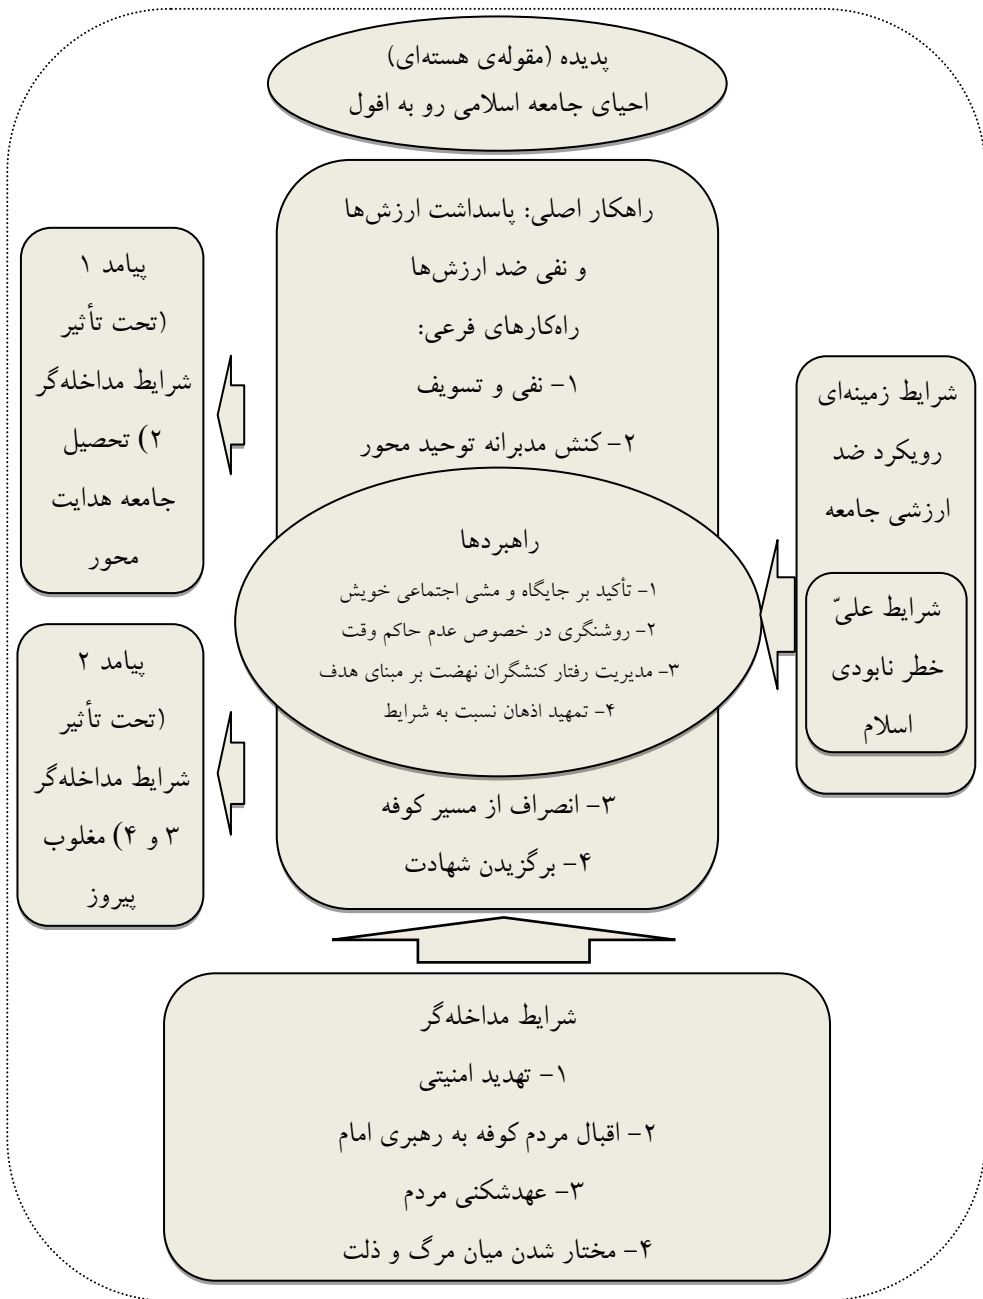 پدیده (مقوله‌ی هسته‌ای)
احیای جامعه اسلامی رو به افول
راهکار اصلی: پاسداشت ارزش‌ها
و نفی ضد ارزش‌ها
راه‌کارهای فرعی:
۱- نفی و تسویف
۲- کنش مدبرانه توحید محور
راهبردها
۱- تأکید بر جایگاه و مشی اجتماعی خویش
۲- روشنگری در خصوص عدم حاکم وقت
۳- مدیریت رفتار کنشگران نهضت بر مبنای هدف
۴- تمهید اذهان نسبت به شرایط
۳- انصراف از مسیر کوفه
۴- برگزیدن شهادت
شرایط زمینه‌ای
رویکرد ضد
ارزشی جامعه
شرایط علیّ
خطر نابودی
اسلام
پیامد ۱
(تحت تأثیر
شرایط مداخله‌گر
۲) تحصیل
جامعه هدایت
محور
پیامد ۲
(تحت تأثیر
شرایط مداخله‌گر
۳ و ۴) مغلوب
پیروز
شرایط مداخله‌گر
۱- تهدید امنیتی
۲- اقبال مردم کوفه به رهبری امام
۳- عهدشکنی مردم
۴- مختار شدن میان مرگ و ذلت